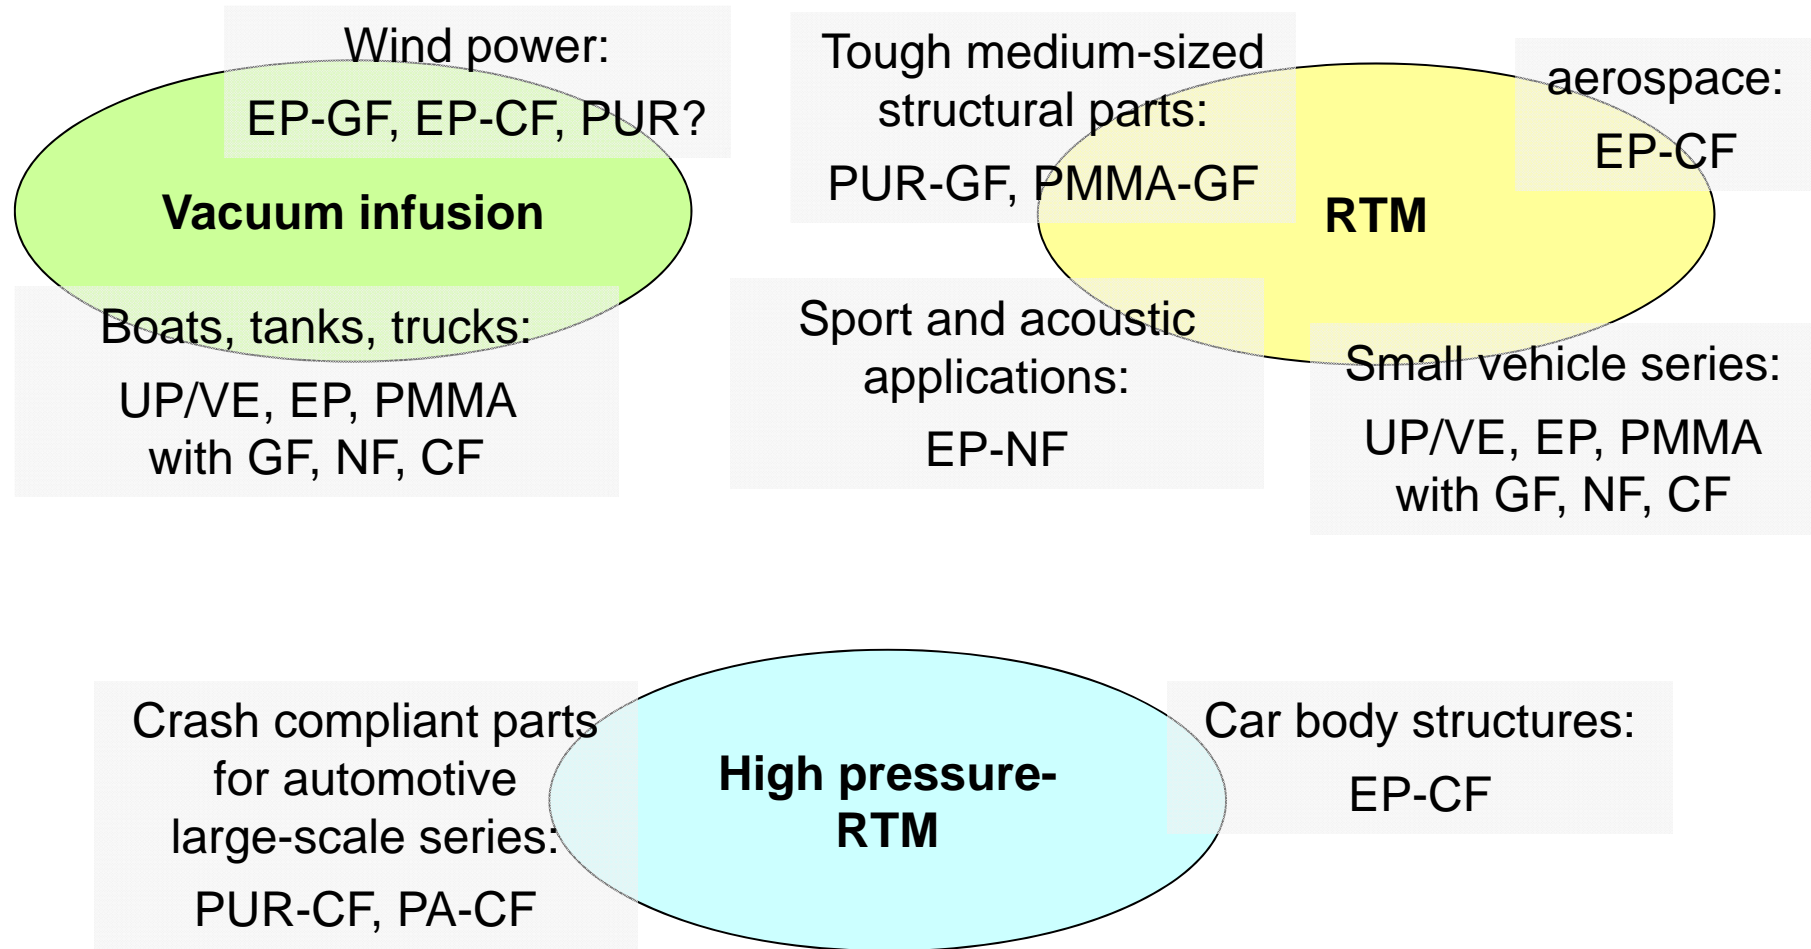 Wind power:
EP-GF, EP-CF, PUR?
Vacuum infusion
Boats, tanks, trucks:
UP/VE, EP, PMMA
with GF, NF, CF
Tough medium-sized
structural parts:
PUR-GF, PMMA-GF
aerospace:
EP-CF
RTM
Sport and acoustic
applications:
EP-NF
Small vehicle series:
UP/VE, EP, PMMA
with GF, NF, CF
Crash compliant parts
for automotive
large-scale series:
PUR-CF, PA-CF
High pressure-
RTM
Car body structures:
EP-CF